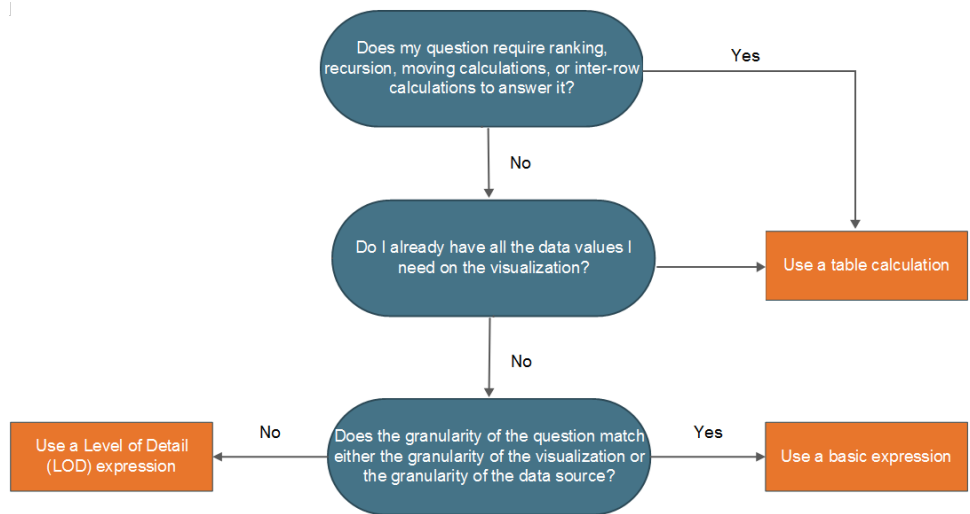 Does my question require ranking,
recursion, moving calculations, or inter-row
calculations to answer it?
Yes
No
Do I already have all the data values I
need on the visualization?
Use a table calculation
No
Does the granularity of the question match
either the granularity of the visualization or
the granularity of the data source?
No
Use a Level of Detail
(LOD) expression
Yes
Use a basic expression